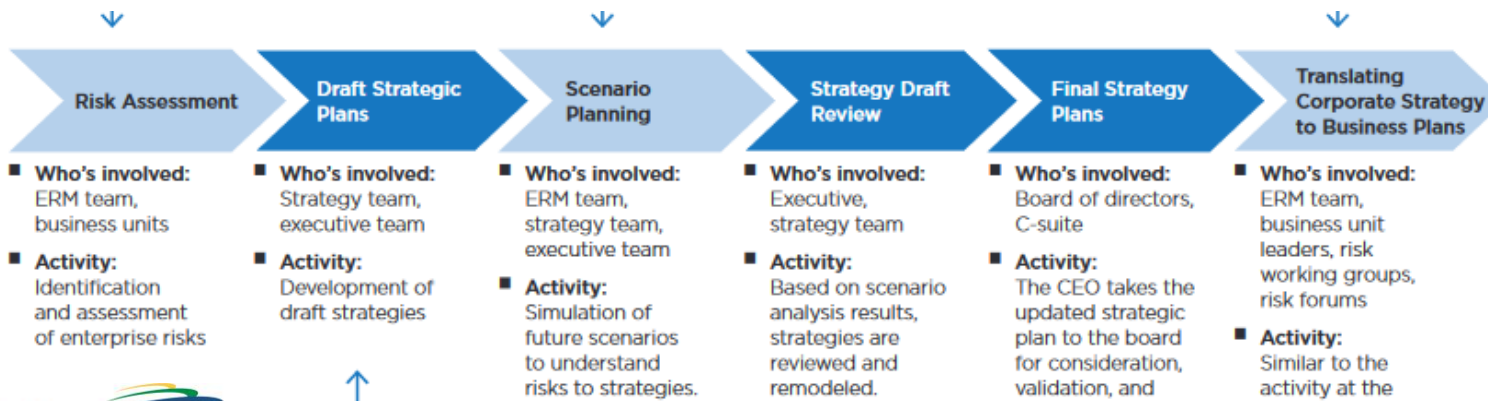 Risk Assessment
Draft Strategic
Plans
Scenario
Planning
Strategy Draft
Review
Final Strategy
Plans
Translating
Corporate Strategy
to Business Plans
■ Who's involved:
ERM team,
business units
■ Activity:
Identification
and assessment
of enterprise risks
■ Who's involved:
Strategy team,
executive team
■ Activity:
Development of
draft strategies
■ Who's involved:
ERM team,
strategy team,
executive team
■ Activity:
Simulation of
future scenarios
to understand
risks to strategies.
■ Who's involved:
Executive,
strategy team
■ Activity:
Based on scenario
analysis results,
strategies are
reviewed and
remodeled.
■ Who's involved:
Board of directors,
C-suite
■ Activity:
The CEO takes the
updated strategic
plan to the board
for consideration,
validation, and
■ Who's involved:
ERM team,
business unit
leaders, risk
working groups,
risk forums
■ Activity:
Similar to the
activity at the